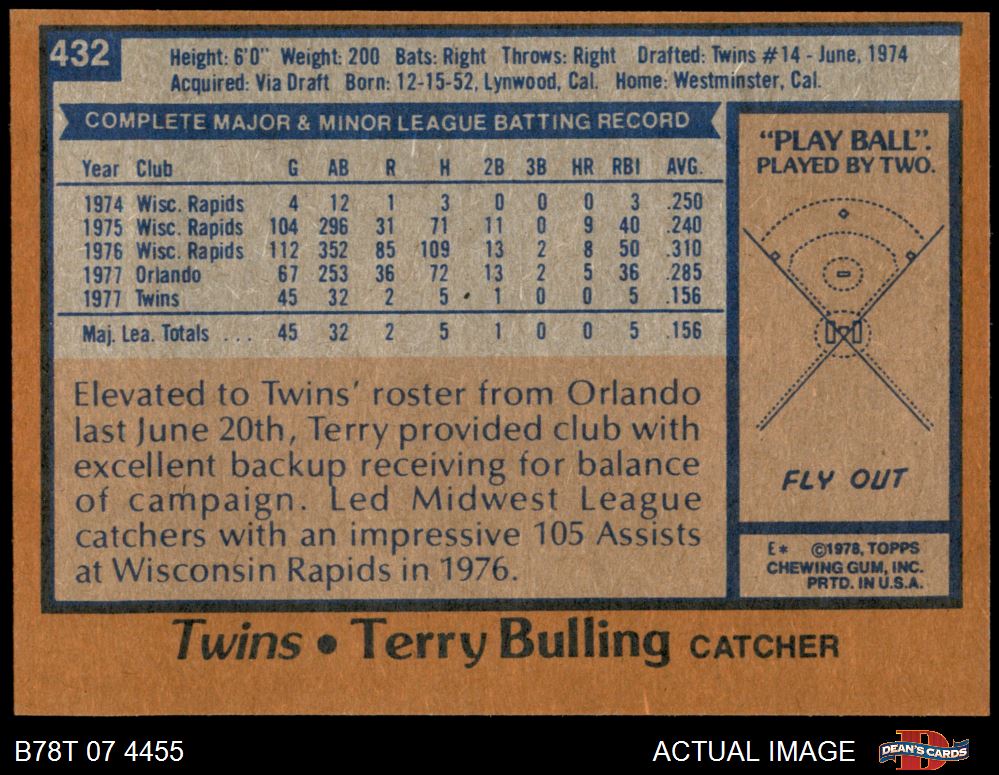 432
Height: 6'0" Weight: 200 Bats: Right Throws: Right Drafted: Twins #14 - June, 1974
Acquired: Via Draft Born: 12-15-52, Lynwood, Cal. Home: Westminster, Cal.
COMPLETE MAJOR & MINOR LEAGUE BATTING RECORD
Year Club G AB R H 2B 3B HR RBI AVG.
1974 Wisc. Rapids 4 12 1 3 0 0 0 3 .250
1975 Wisc. Rapids 104 296 31 71 11 0 9 40 .240
1976 Wisc. Rapids 112 352 85 109 13 2 8 50 .310
1977 Orlando 67 253 36 72 13 2 5 36 .285
1977 Twins 45 32 2 5 1 0 0 5 .156
Maj. Lea. Totals . . . 45 32 2 5 1 0 0 5 .156
Elevated to Twins' roster from Orlando
last June 20th, Terry provided club with
excellent backup receiving for balance
of campaign. Led Midwest League
catchers with an impressive 105 Assists
at Wisconsin Rapids in 1976.
"PLAY BALL".
PLAYED BY TWO.
FLY OUT
E* ©1978, TOPPS
CHEWING GUM, INC.
PRTD. IN U.S.A.
Twins • Terry Bulling CATCHER
B78T 07 4455
ACTUAL IMAGE
D
DEAN'S CARDS